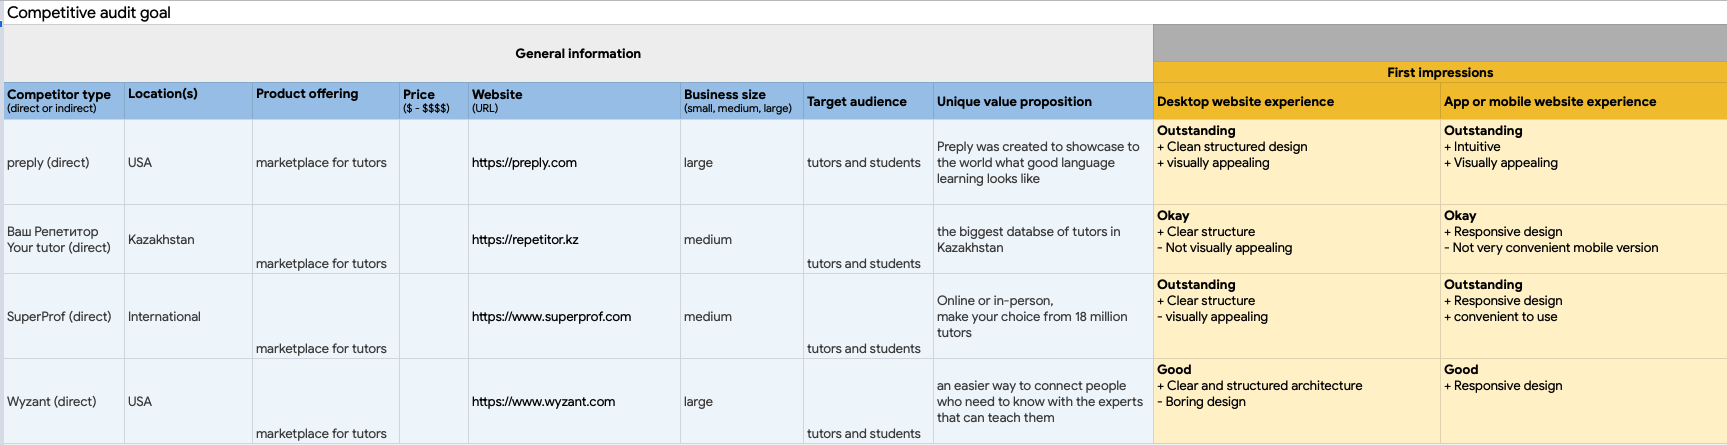 Competitive audit goal
General information
First impressions
Competitor type
(direct or indirect)
Location(s)
Product offering
Price
($ - $$$$)
Website
(URL)
Business size
(small, medium, large)
Target audience
Unique value proposition
Desktop website experience
App or mobile website experience
preply (direct)
USA
marketplace for tutors
https://preply.com
large
tutors and students
Preply was created to showcase to
the world what good language
learning looks like
Outstanding
+ Clean structured design
+ visually appealing
Outstanding
+ Intuitive
+ Visually appealing
Ваш Репетитор
Your tutor (direct)
Kazakhstan
marketplace for tutors
https://repetitor.kz
medium
tutors and students
the biggest databse of tutors in
Kazakhstan
Okay
+ Clear structure
- Not visually appealing
Okay
+ Responsive design
- Not very convenient mobile version
SuperProf (direct)
International
marketplace for tutors
https://www.superprof.com
medium
tutors and students
Online or in-person,
make your choice from 18 million
tutors
Outstanding
+ Clear structure
- visually appealing
Outstanding
+ Responsive design
+ convenient to use
Wyzant (direct)
USA
marketplace for tutors
https://www.wyzant.com
large
tutors and students
an easier way to connect people
who need to know with the experts
that can teach them
Good
+ Clear and structured architecture
- Boring design
Good
+ Responsive design